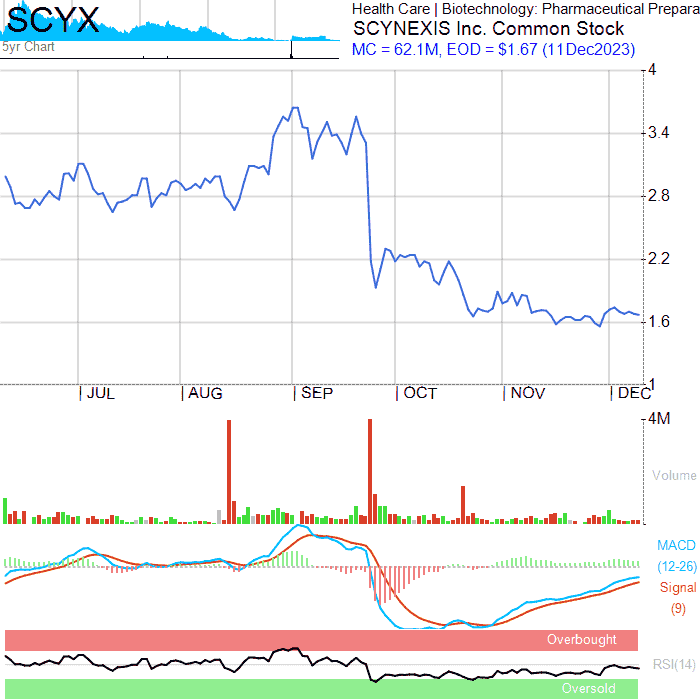 SCYX
Health Care | Biotechnology: Pharmaceutical Prepara
SCYNEXIS Inc. Common Stock
MC = 62.1M, EOD = $1.67 (11Dec2023)
5yr Chart
4
3.4
2.8
2.2
1.6
1
| JUL | AUG | SEP | OCT | NOV | DEC
4M
Volume
MACD
(12-26)
Signal
(9)
Overbought
RSI(14)
Oversold